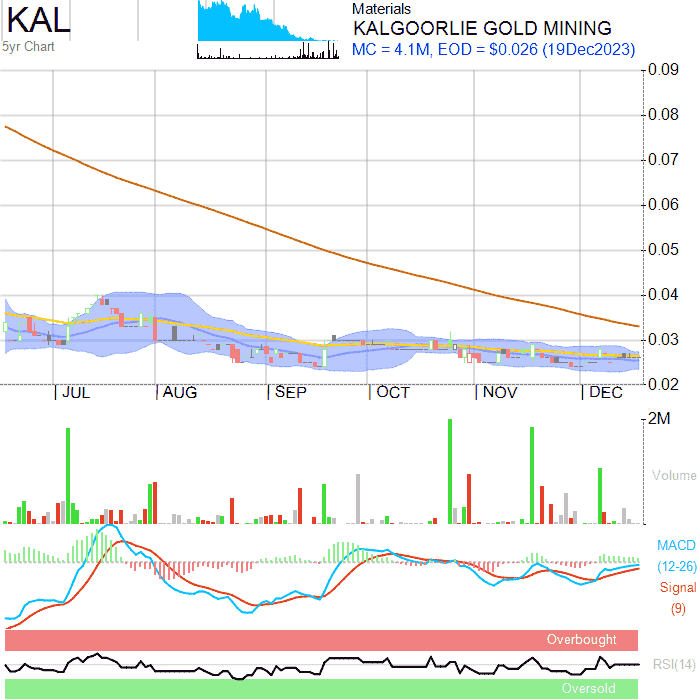 KAL
5yr Chart
Materials
KALGOORLIE GOLD MINING
MC = 4.1M, EOD = $0.026 (19Dec2023)
0.09
0.08
0.07
0.06
0.05
0.04
0.03
0.02
JUL AUG SEP OCT NOV DEC
2M
Volume
MACD
(12-26)
Signal
(9)
Overbought
RSI(14)
Oversold